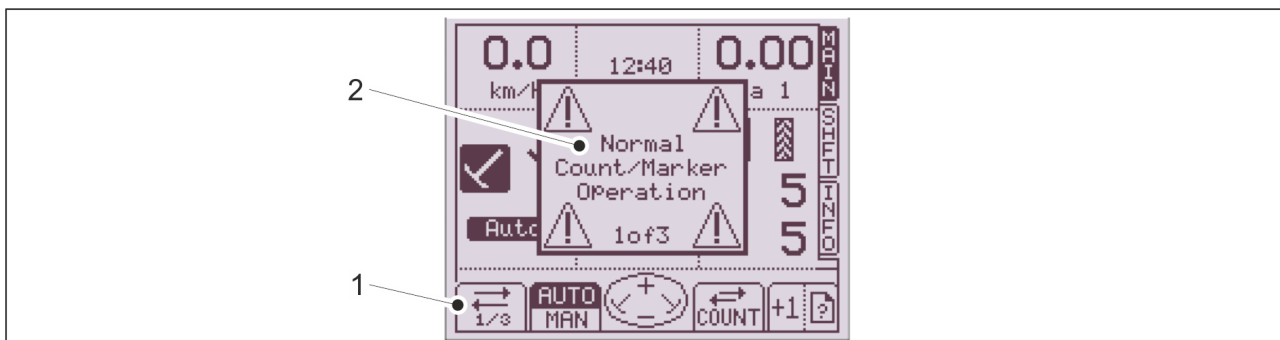 0.0
12:40
0.00
km/h
a 1
MAIN
2
Normal
Count/Marker
Operation
1of3
SHFT
5
Auto
5
INFO
1
1/3
AUTO
MAN
+
-
COUNT
+1
?